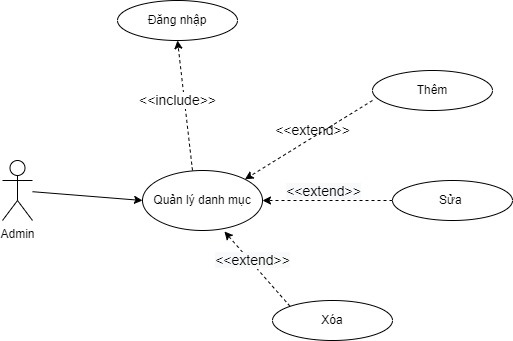 Đăng nhập
<<include>>
Thêm
<<extend>>
<<extend>>
Sửa
Quản lý danh mục
Admin
<<extend>>
Xóa